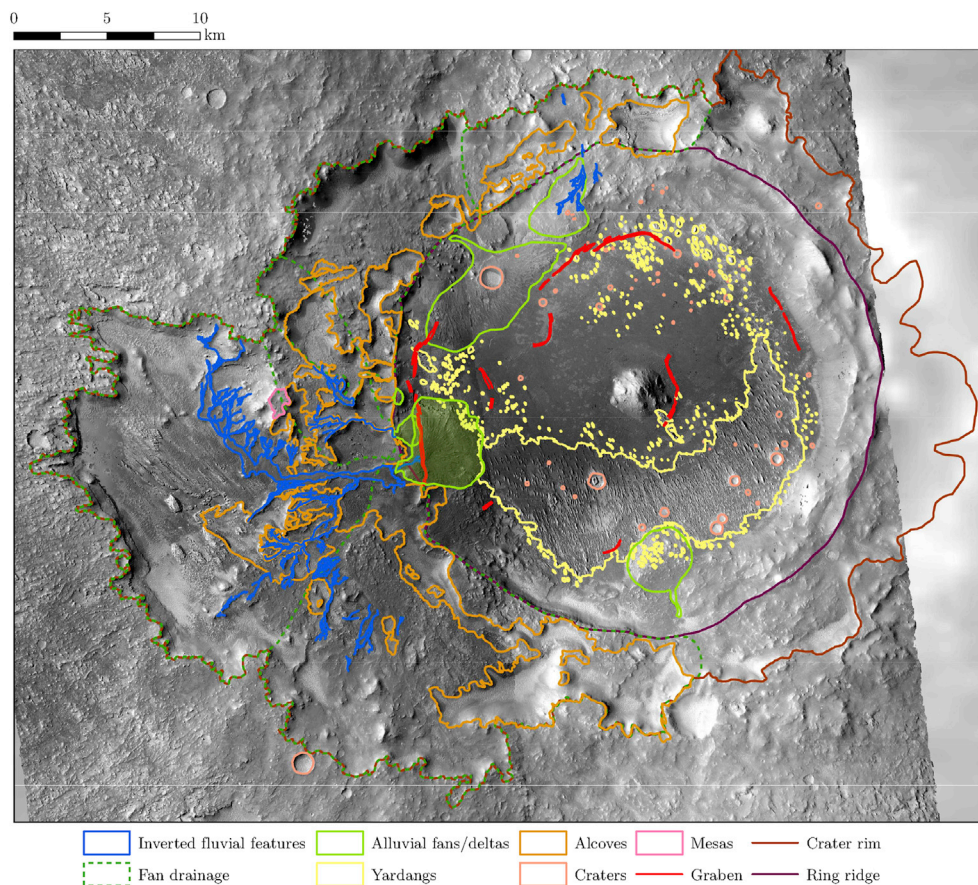 0 5 10
km
Inverted fluvial features Alluvial fans/deltas Alcoves Mesas Crater rim
Fan drainage Yardangs Craters Graben Ring ridge